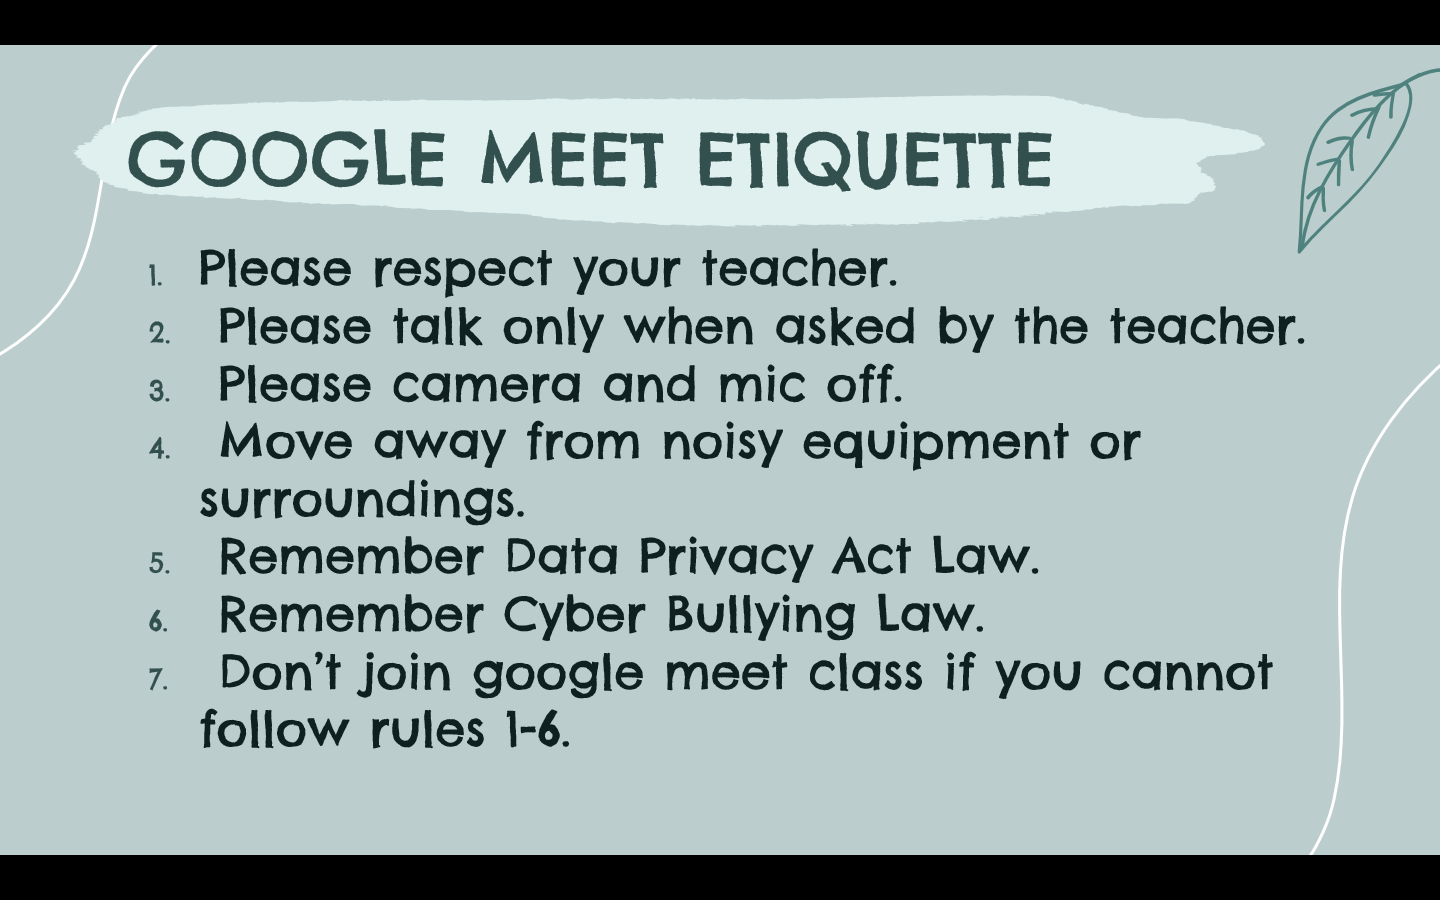 GOOGLE MEET ETIQUETTE
1. Please respect your teacher.
2. Please talk only when asked by the teacher.
3. Please camera and mic off.
4. Move away from noisy equipment or
surroundings.
5. Remember Data Privacy Act Law.
6. Remember Cyber Bullying Law.
7. Don’t join google meet class if you cannot
follow rules 1-6.